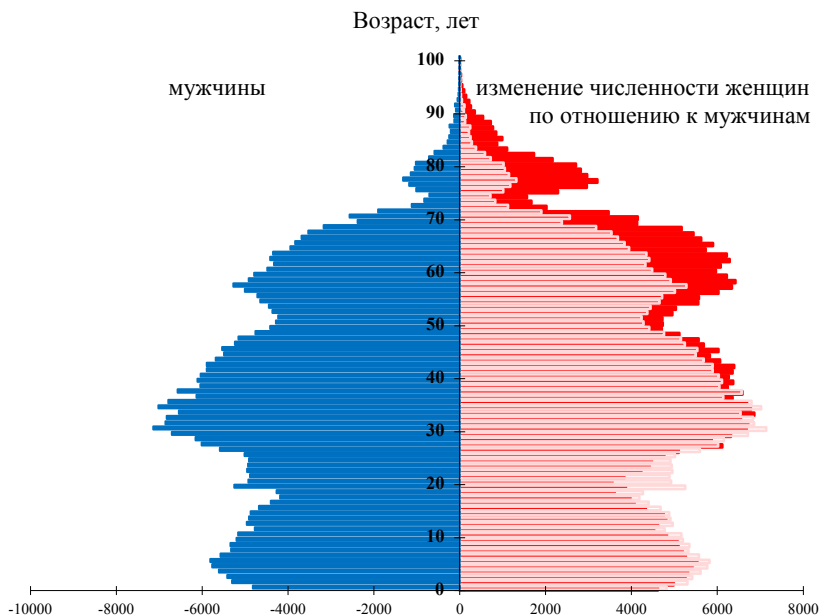 Возраст, лет
100
мужчины
изменение численности женщин
90
по отношению к мужчинам
80
70
60
50
40
30
20
10
0
-10000 -8000 -6000 -4000 -2000 0 2000 4000 6000 8000